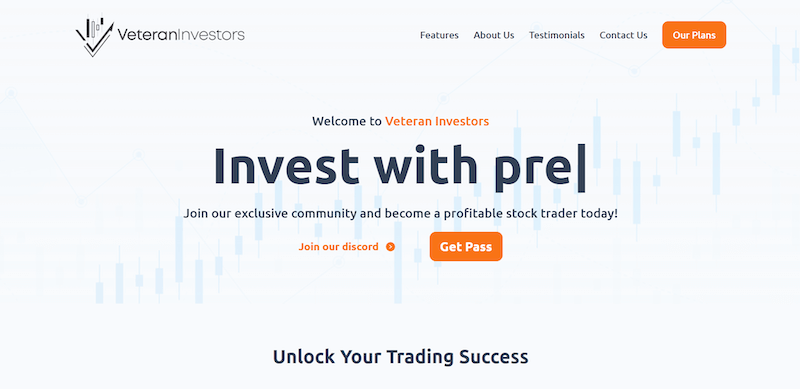 VeteranInvestors
Features About Us Testimonials Contact Us Our Plans
Welcome to Veteran Investors
Invest with pre|
Join our exclusive community and become a profitable stock trader today!
Join our discord Get Pass
Unlock Your Trading Success